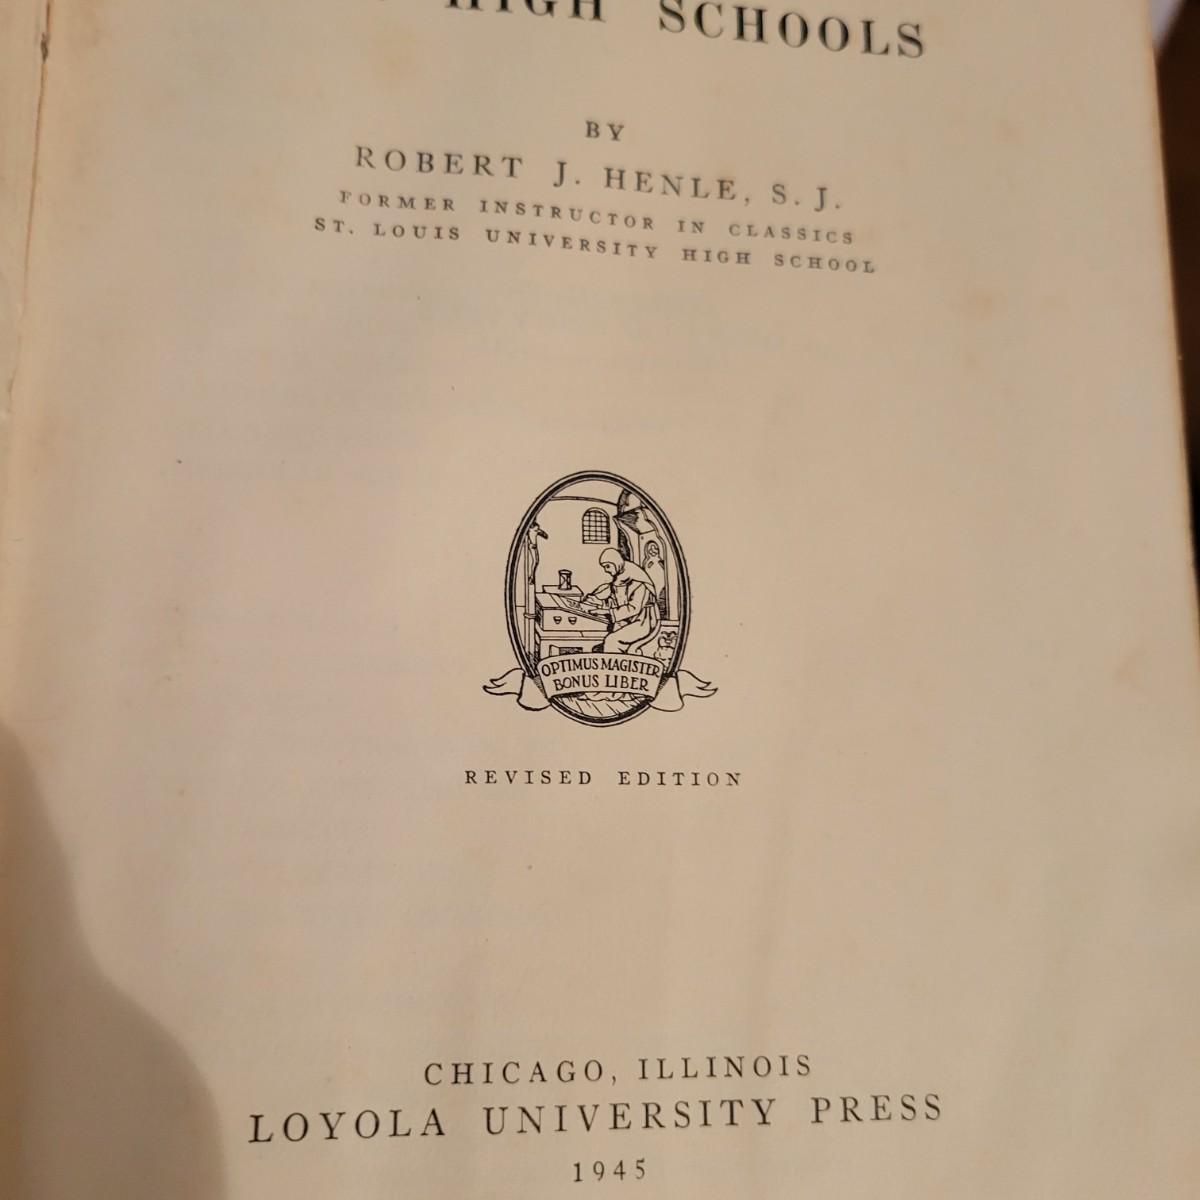 HIGH SCHOOLS
BY
ROBERT J. HENLE, S. J.
FORMER INSTRUCTOR IN CLASSICS
ST. LOUIS UNIVERSITY HIGH SCHOOL
OPTIMUS MAGISTER
BONUS LIBER
REVISED EDITION
CHICAGO, ILLINOIS
LOYOLA UNIVERSITY PRESS
1945